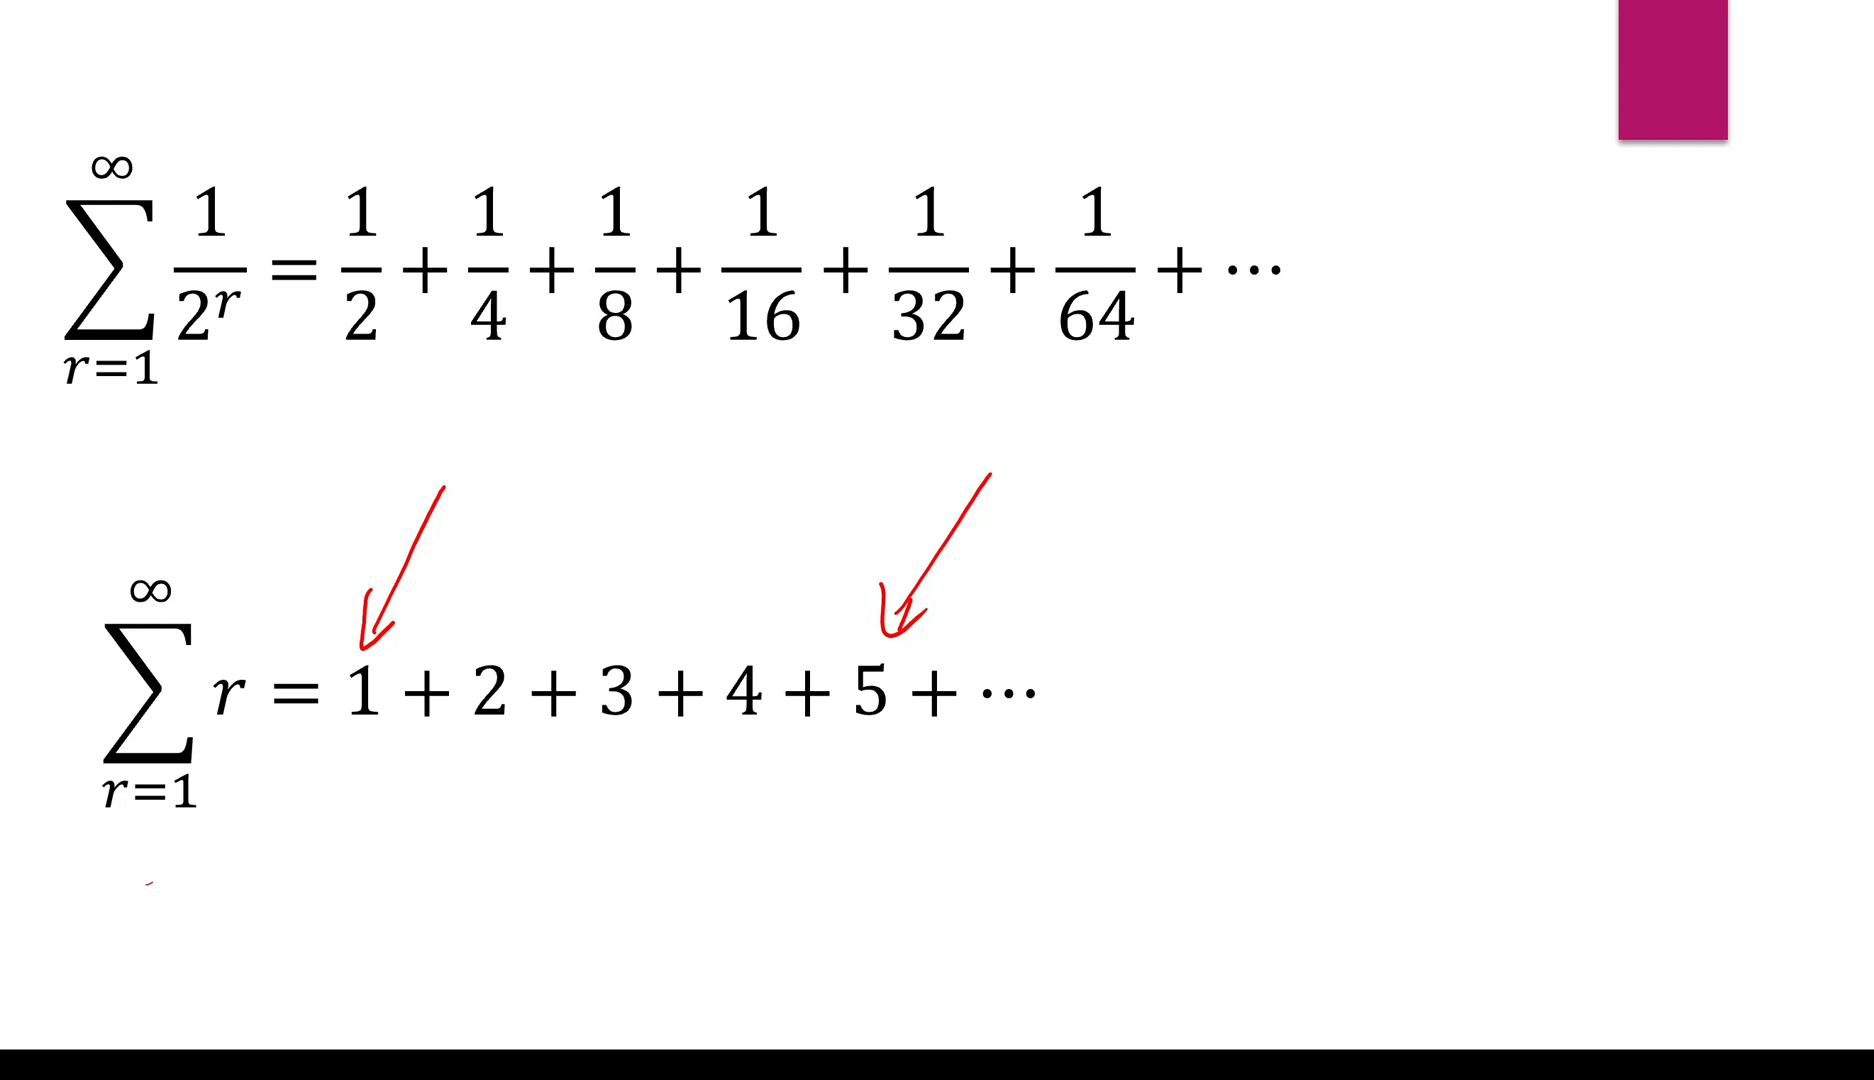 ∞ ∑ r=1 1/2^r = 1/2 + 1/4 + 1/8 + 1/16 + 1/32 + 1/64 + ⋯
∞ ∑ r=1 r = 1 + 2 + 3 + 4 + 5 + ⋯